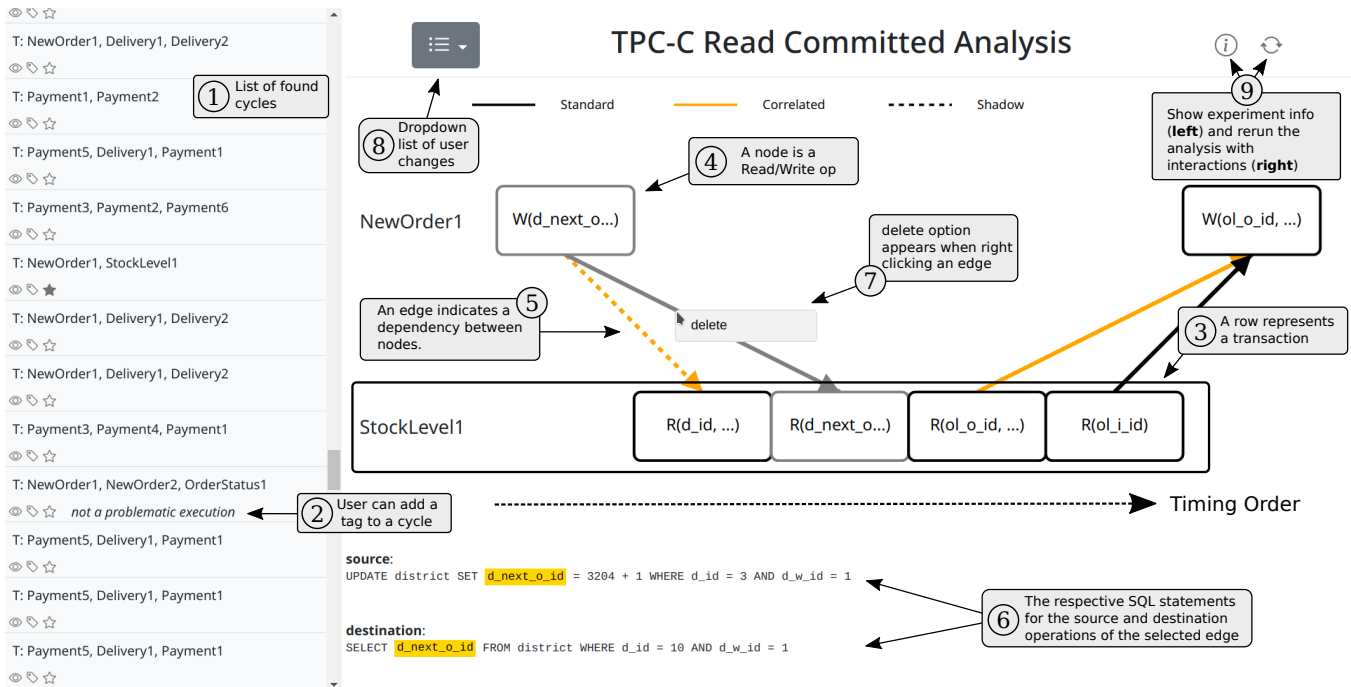 T: NewOrder1, Delivery1, Delivery2
T: Payment1, Payment2
T: Payment5, Delivery1, Payment1
T: Payment3, Payment2, Payment6
T: NewOrder1, StockLevel1
T: NewOrder1, Delivery1, Delivery2
T: NewOrder1, Delivery1, Delivery2
T: Payment3, Payment4, Payment1
T: NewOrder1, NewOrder2, OrderStatus1
not a problematic execution
T: Payment5, Delivery1, Payment1
T: Payment5, Delivery1, Payment1
T: Payment5, Delivery1, Payment1
1 List of found
cycles
2 User can add a
tag to a cycle
TPC-C Read Committed Analysis
i
Standard
Correlated
Shadow
8 Dropdown
list of user
changes
9
Show experiment info
(left) and rerun the
analysis with
interactions (right)
4 A node is a
Read/Write op
NewOrder1
W(d_next_o...)
W(ol_o_id, ...)
delete option
appears when right
clicking an edge
7
5
An edge indicates a
dependency between
nodes.
delete
3 A row represents
a transaction
StockLevel1
R(d_id, ...)
R(d_next_o...)
R(ol_o_id, ...)
R(ol_i_id)
Timing Order
source:
UPDATE district SET d_next_o_id = 3204 + 1 WHERE d_id = 3 AND d_w_id = 1
destination:
SELECT d_next_o_id FROM district WHERE d_id = 10 AND d_w_id = 1
6 The respective SQL statements
for the source and destination
operations of the selected edge